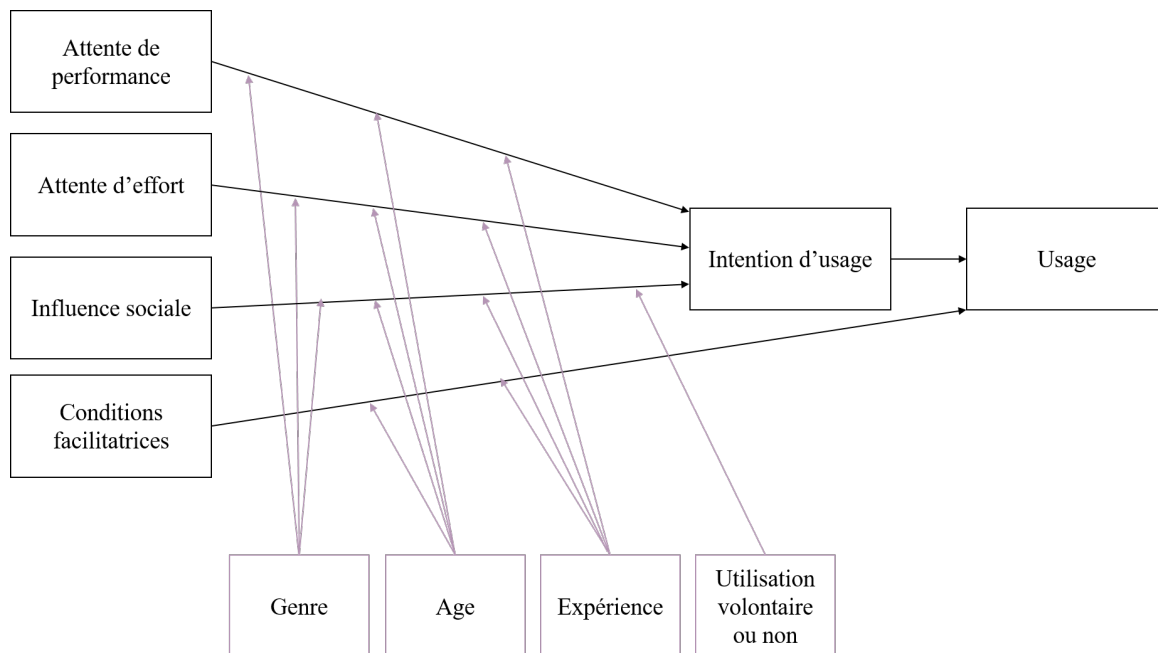 Attente de
performance
Attente d’effort
Influence sociale
Conditions
facilitatrices
Intention d’usage
Usage
Genre
Age
Expérience
Utilisation
volontaire
ou non